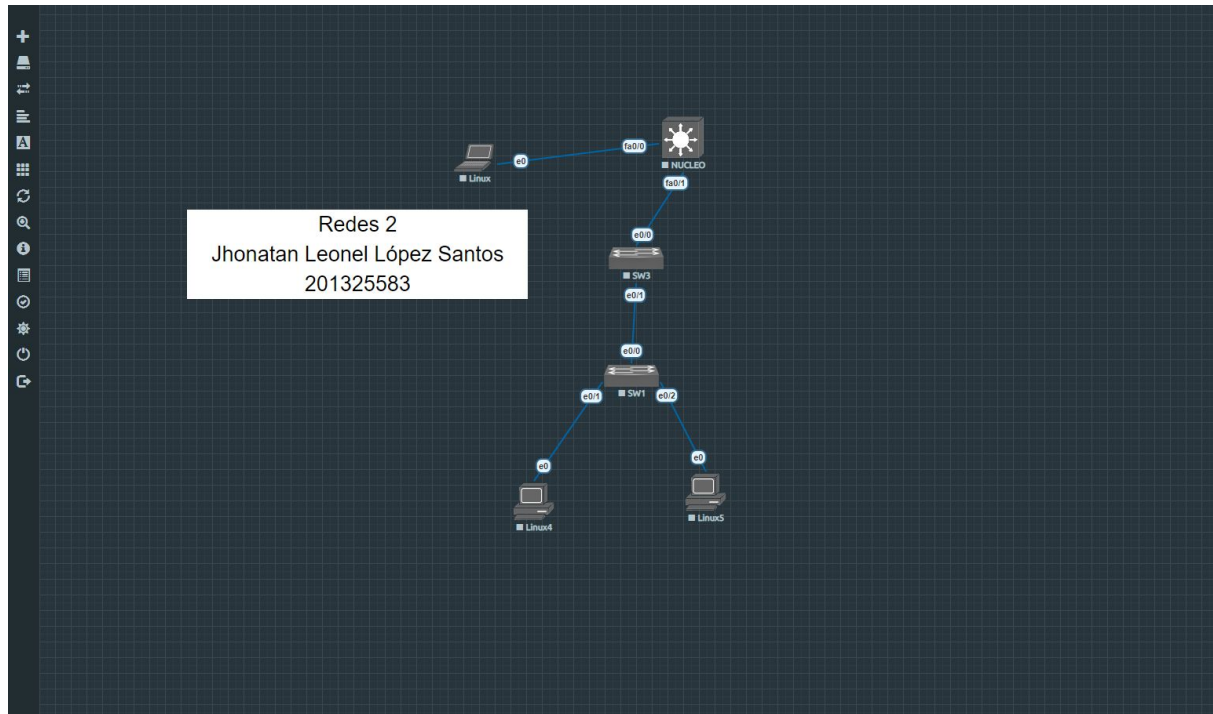 e0
fa0/0
NUCLEO
Linux
fa0/1
Redes 2
Jhonatan Leonel López Santos
201325583
e0/0
SW3
e0/1
e0/0
SW1
e0/1
e0/2
e0
e0
Linux4
Linux5
A